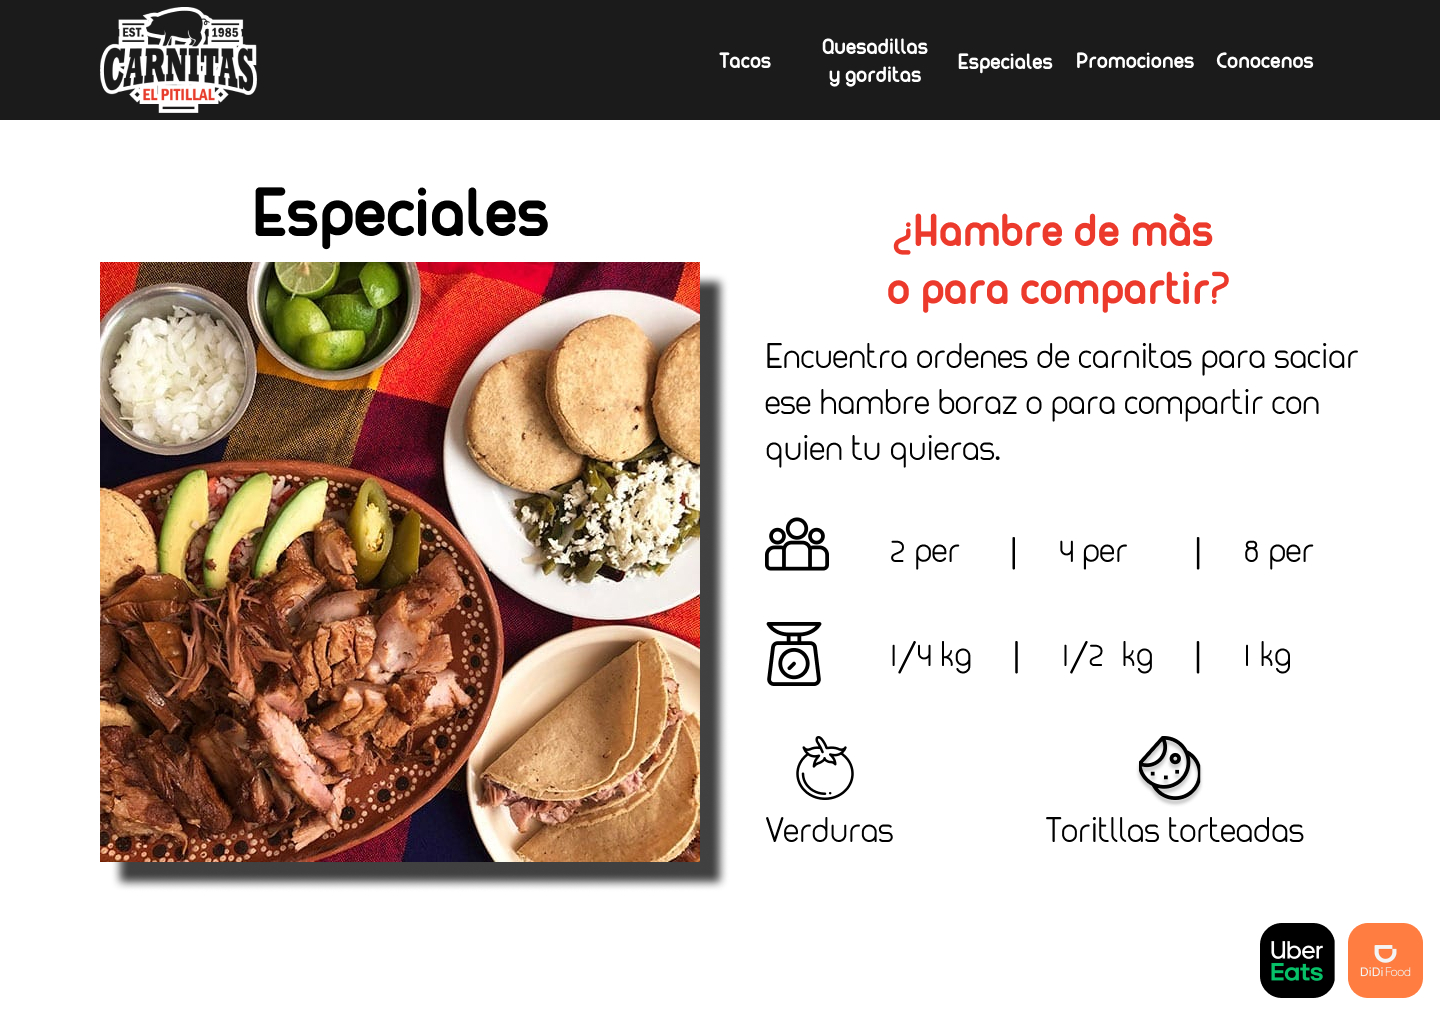 EST. 1985
CARNITAS
EL PITILLAL
Tacos
Quesadillas
y gorditas
Especiales
Promociones
Conocenos
Especiales
¿Hambre de màs
o para compartir?
Encuentra ordenes de carnitas para saciar
ese hambre boraz o para compartir con
quien tu quieras.
2 per | 4 per | 8 per
1/4 kg | 1/2 kg | 1 kg
Verduras
Toritllas torteadas
Uber
Eats
DiDi Food